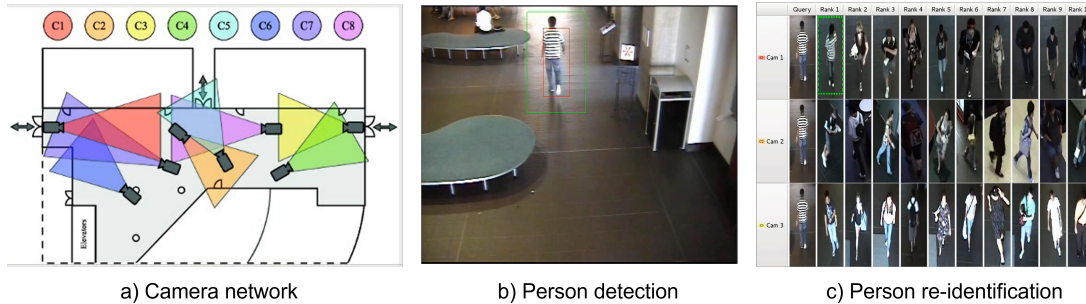 C1 C2 C3 C4 C5 C6 C7 C8
Elevators
a) Camera network
b) Person detection
Query Rank 1 Rank 2 Rank 3 Rank 4 Rank 5 Rank 6 Rank 7 Rank 8 Rank 9 Rank 1
Cam 1
Cam 2
Cam 3
c) Person re-identification